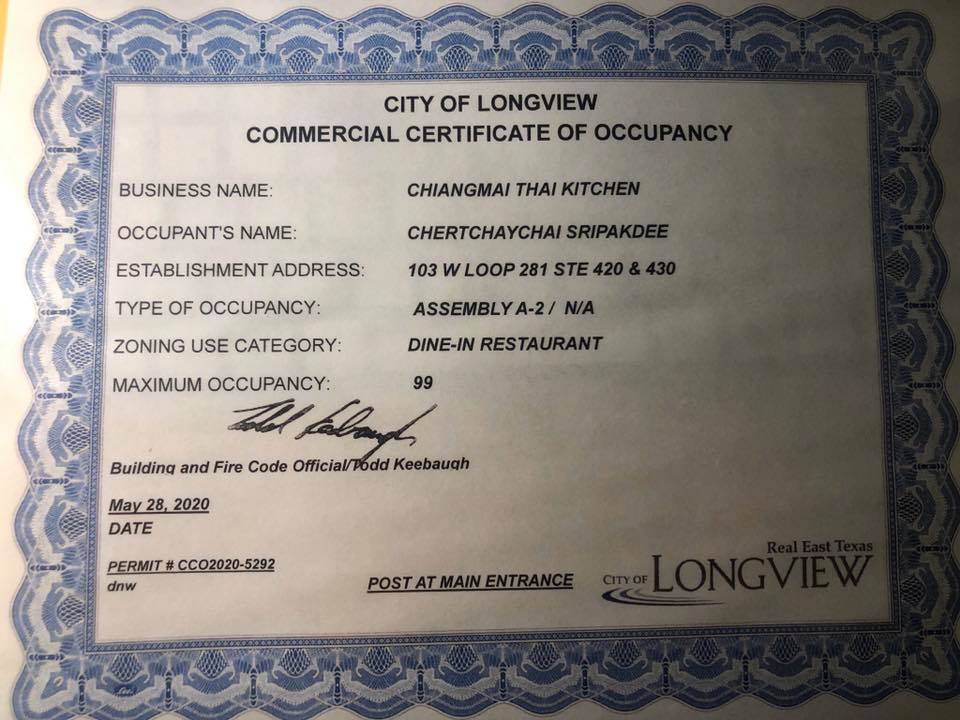 CITY OF LONGVIEW
COMMERCIAL CERTIFICATE OF OCCUPANCY
BUSINESS NAME: CHIANGMAI THAI KITCHEN
OCCUPANT'S NAME: CHERTCHAYCHAI SRIPAKDEE
ESTABLISHMENT ADDRESS: 103 W LOOP 281 STE 420 & 430
TYPE OF OCCUPANCY: ASSEMBLY A-2 / N/A
ZONING USE CATEGORY: DINE-IN RESTAURANT
MAXIMUM OCCUPANCY: 99
Todd Keebaugh
Building and Fire Code Official/Todd Keebaugh
May 28, 2020
DATE
PERMIT # CCO2020-5292
dnw
POST AT MAIN ENTRANCE
Real East Texas
CITY OF LONGVIEW